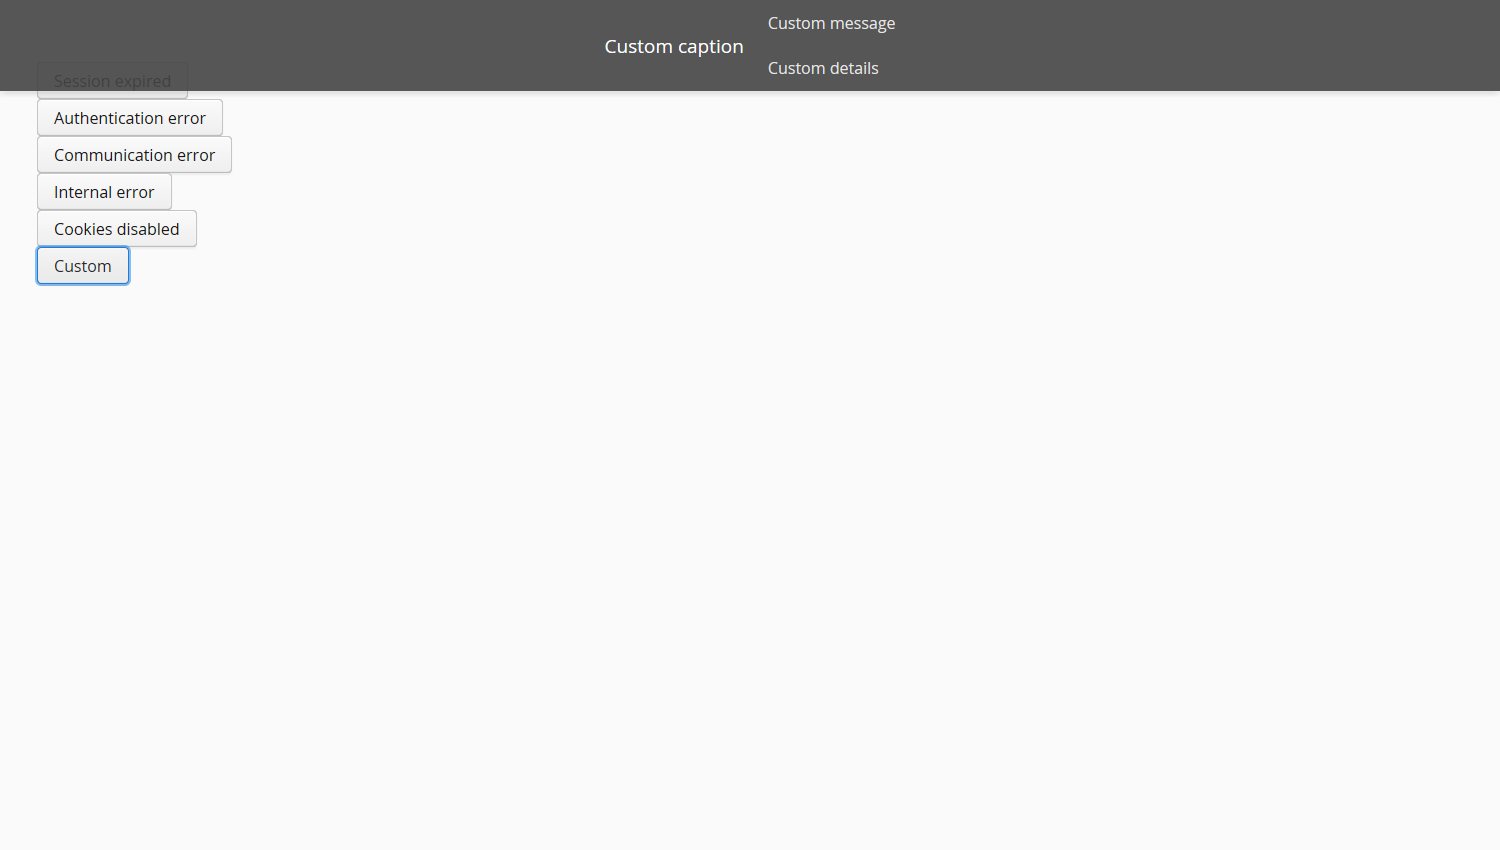 Custom message
Custom caption
Custom details
Session expired
Authentication error
Communication error
Internal error
Cookies disabled
Custom